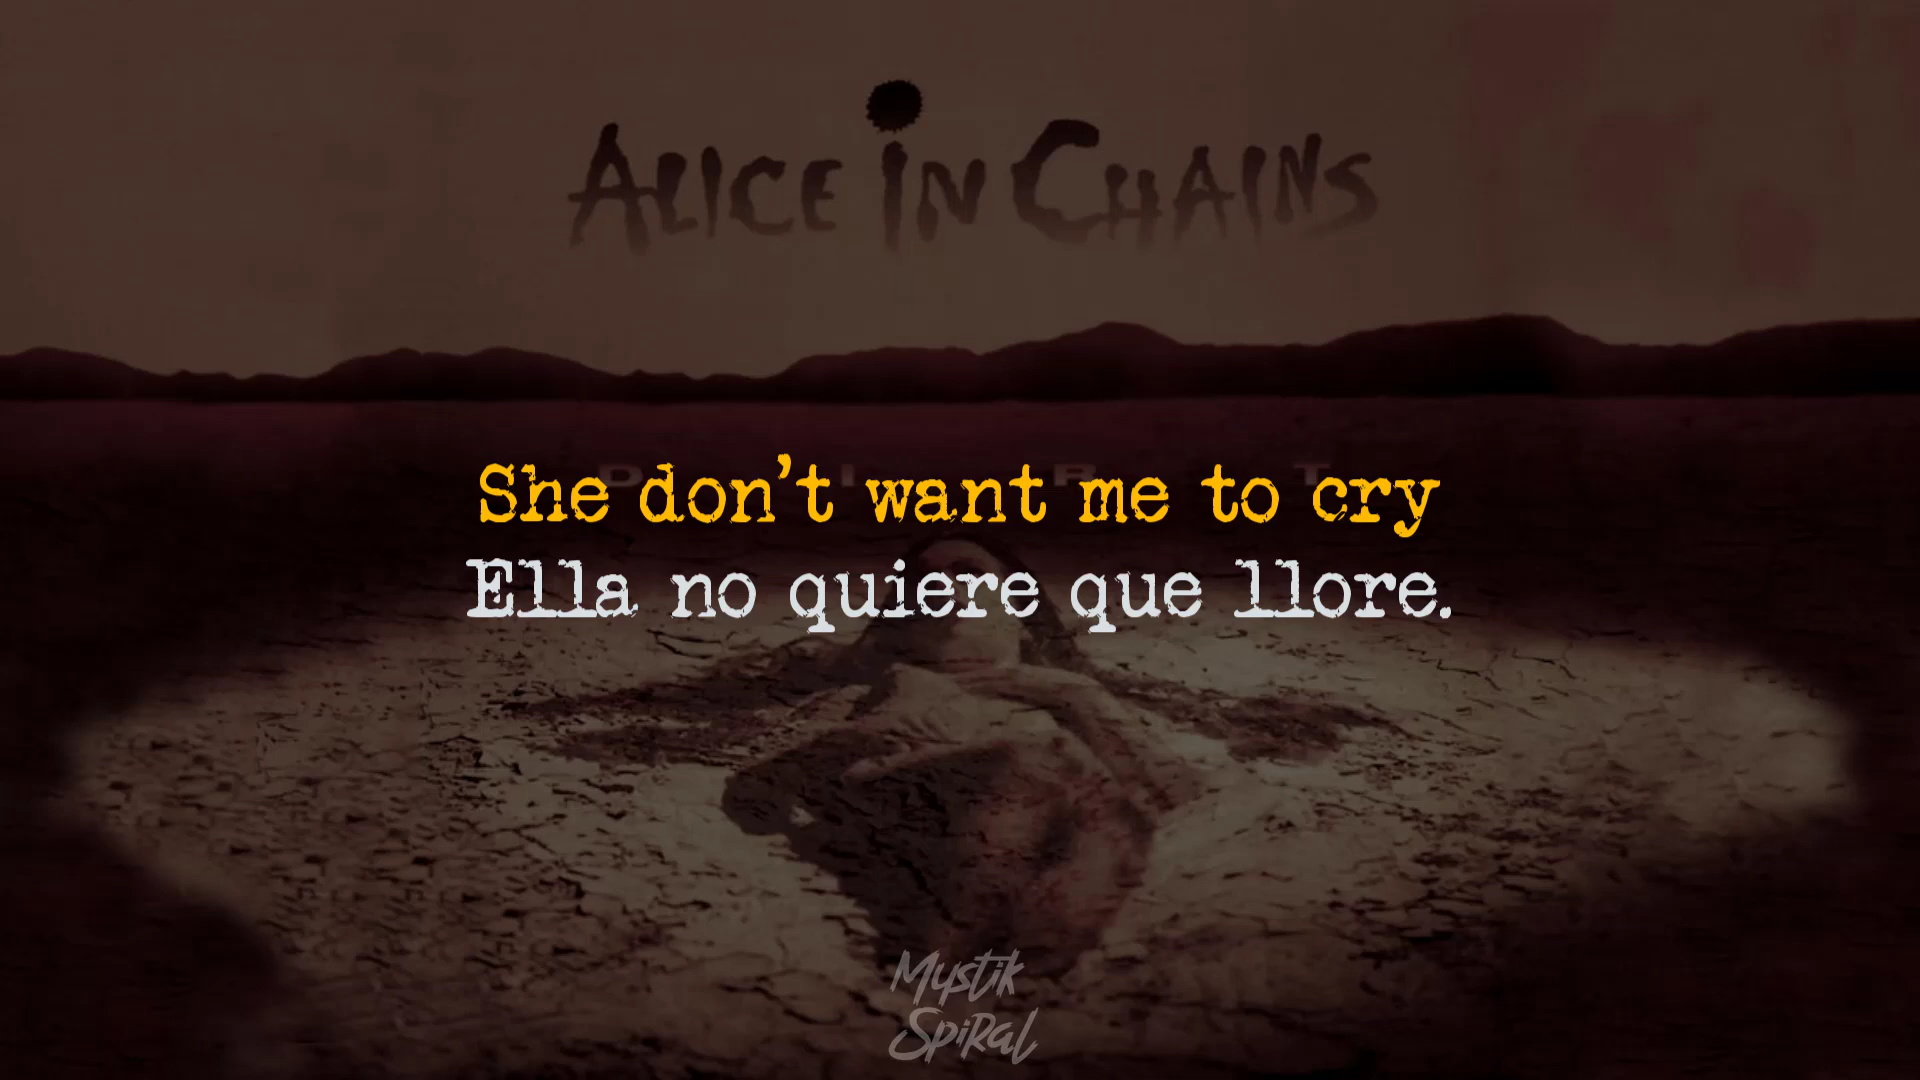 ALICE iN CHAINS
D I R T
She don't want me to cry
Ella no quiere que llore.
Mystik
Spiral